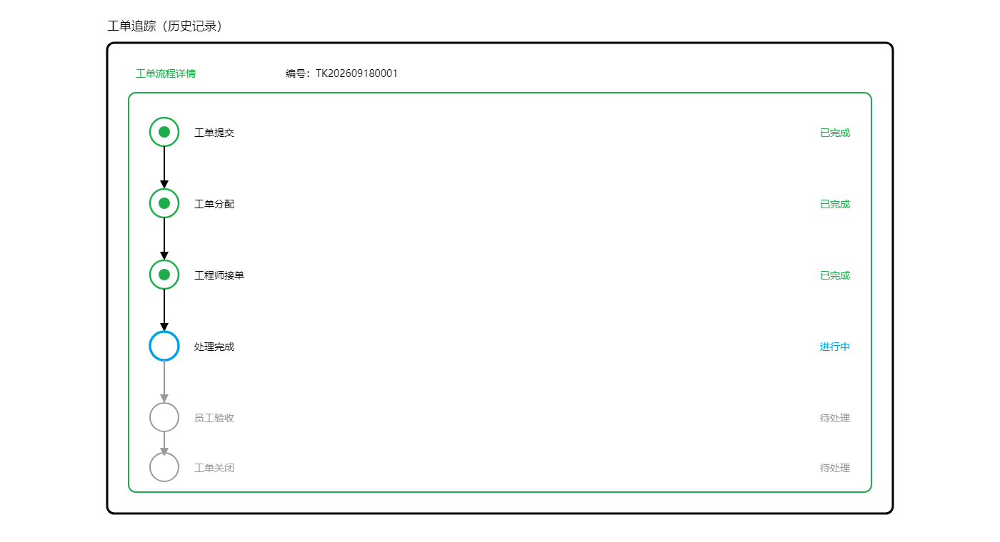 工单追踪（历史记录）
工单流程详情 编号：TK202609180001
工单提交 已完成
工单分配 已完成
工程师接单 已完成
处理完成 进行中
员工验收 待处理
工单关闭 待处理